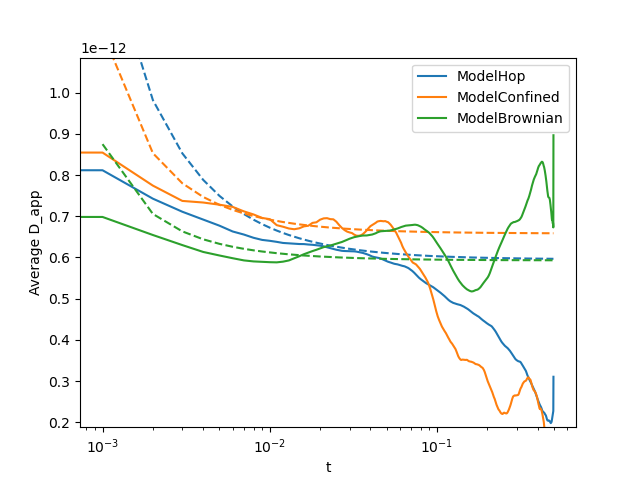 1e−12
Average D_app
1.0
0.9
0.8
0.7
0.6
0.5
0.4
0.3
0.2
10⁻³
10⁻²
10⁻¹
t
ModelHop
ModelConfined
ModelBrownian